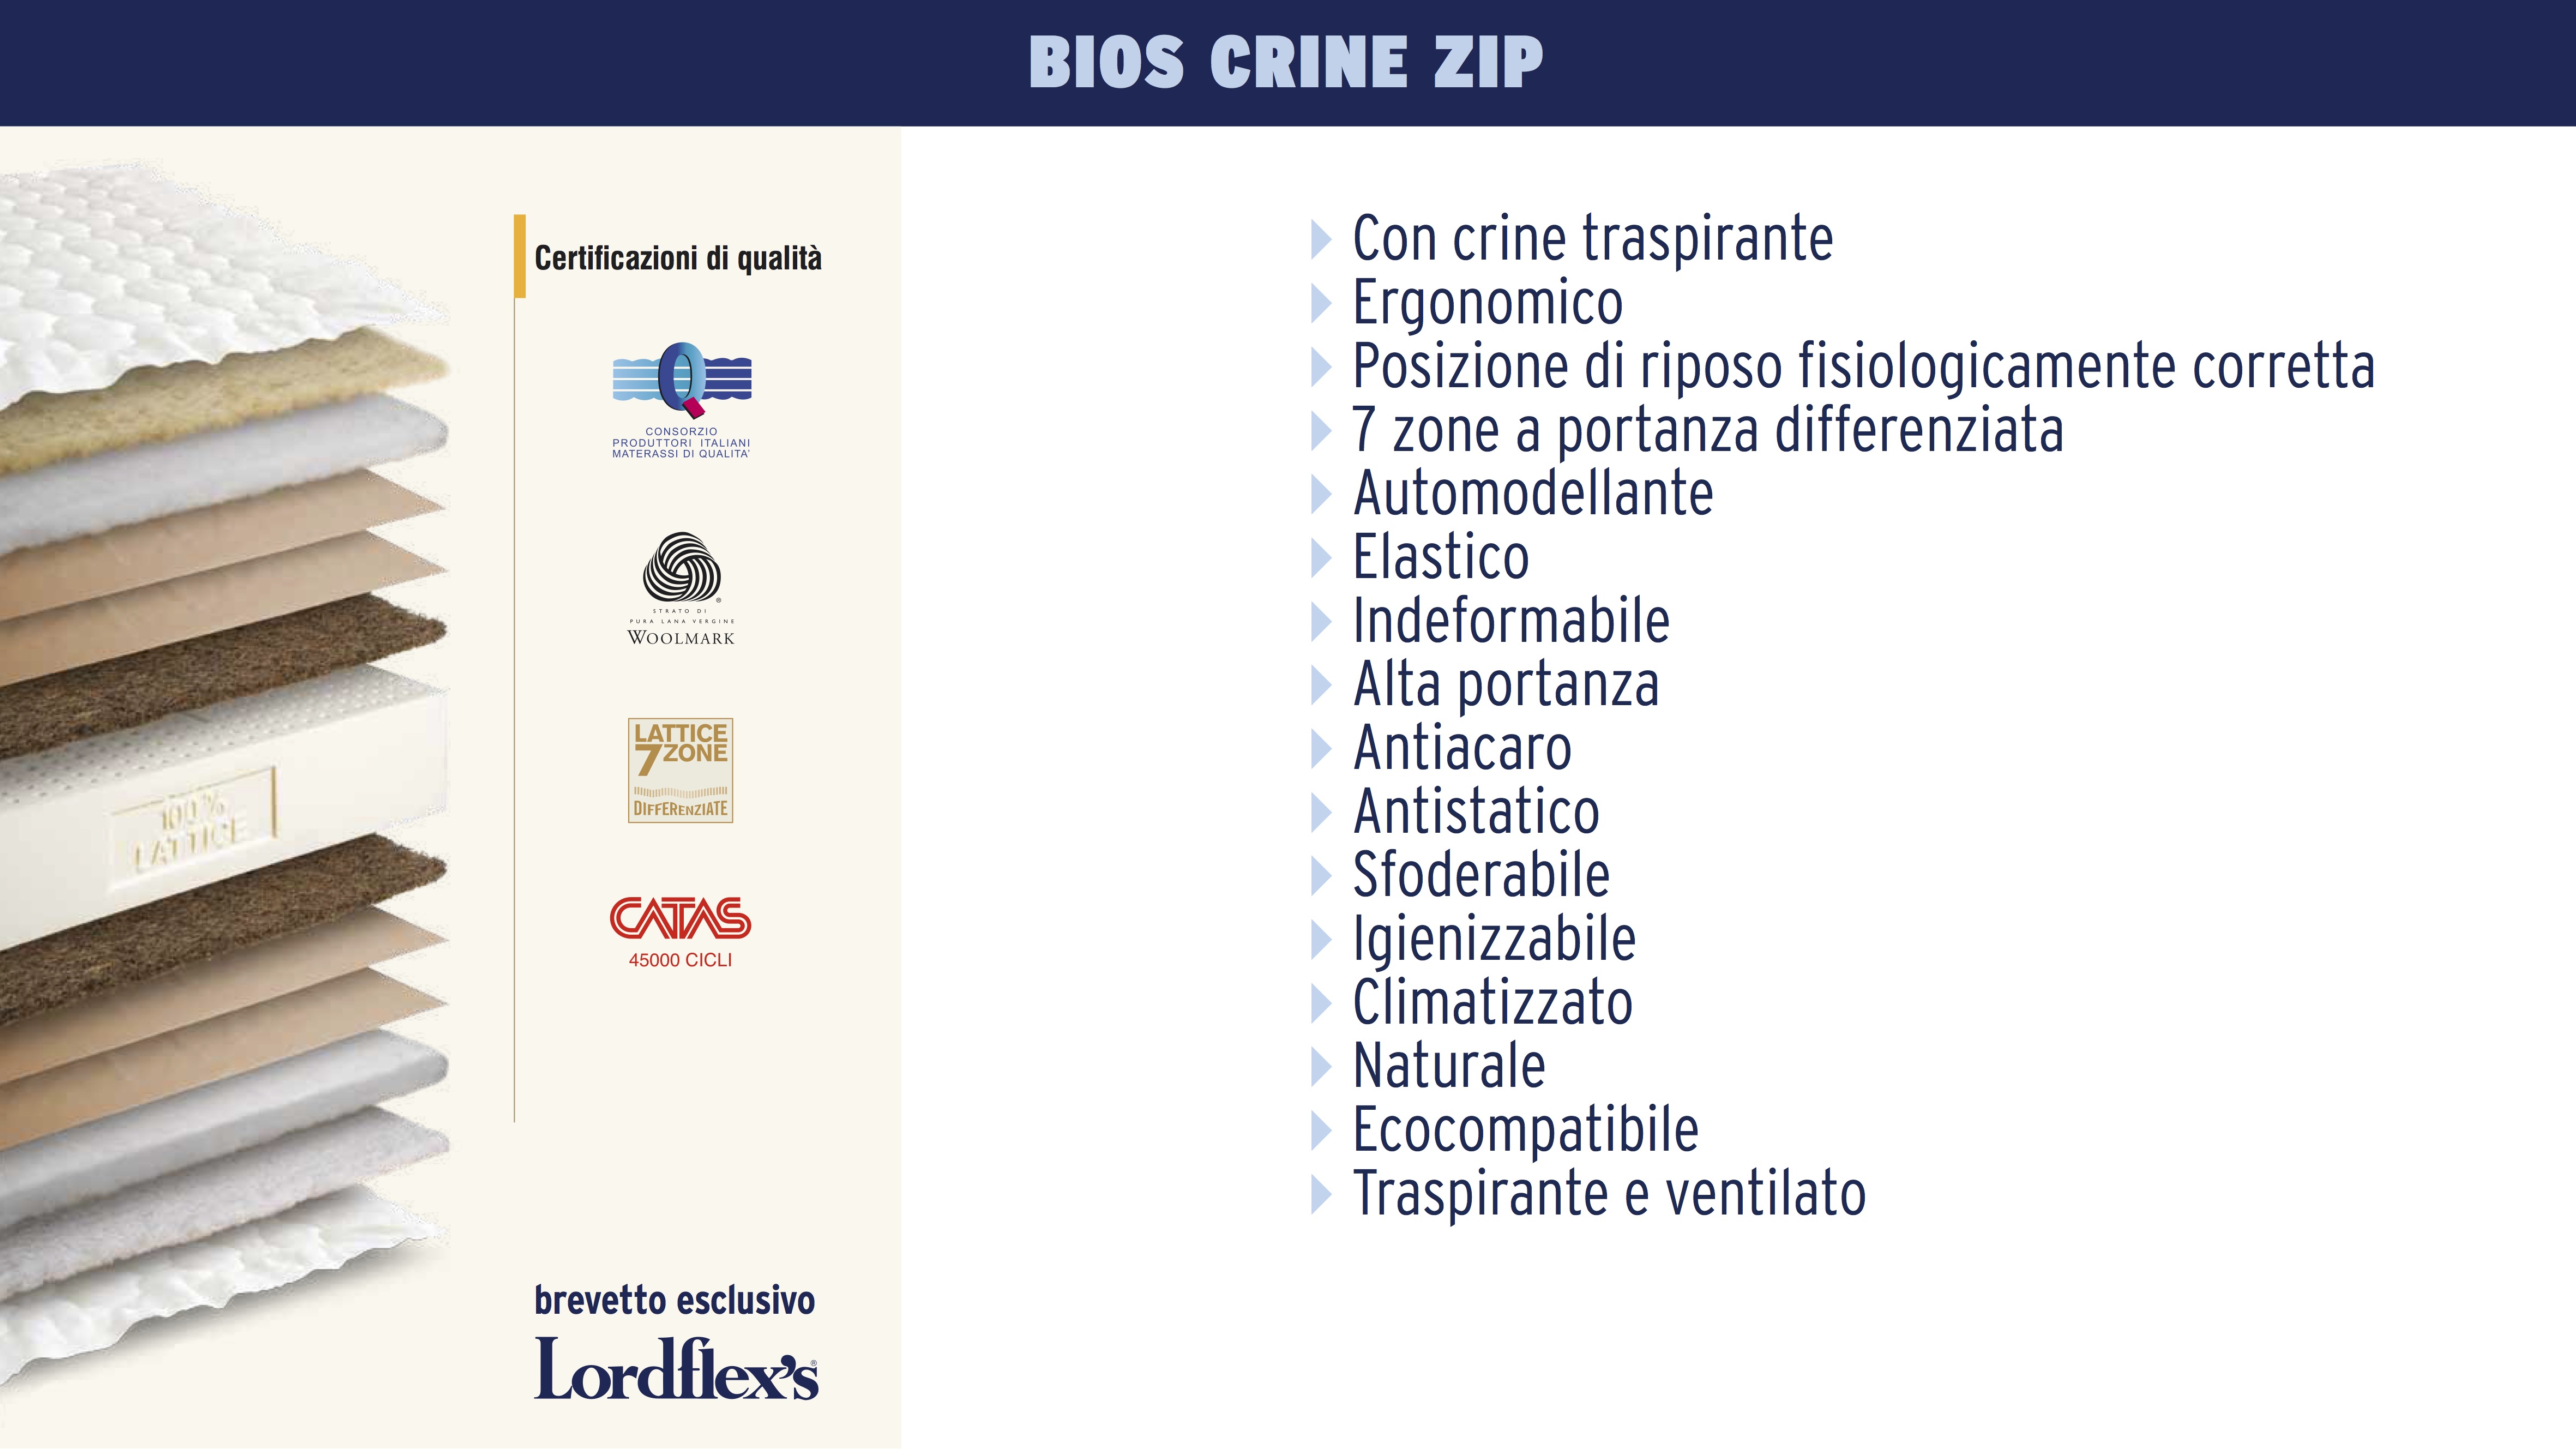 BIOS CRINE ZIP
Certificazioni di qualità
CONSORZIO
PRODUTTORI ITALIANI
MATERASSI DI QUALITA'
STRATO DI
PURA LANA VERGINE
WOOLMARK
LATTICE
7 ZONE
DIFFERENZIATE
CATAS
45000 CICLI
100%
LATTICE
brevetto esclusivo
Lordflex's®
Con crine traspirante
Ergonomico
Posizione di riposo fisiologicamente corretta
7 zone a portanza differenziata
Automodellante
Elastico
Indeformabile
Alta portanza
Antiacaro
Antistatico
Sfoderabile
Igienizzabile
Climatizzato
Naturale
Ecocompatibile
Traspirante e ventilato